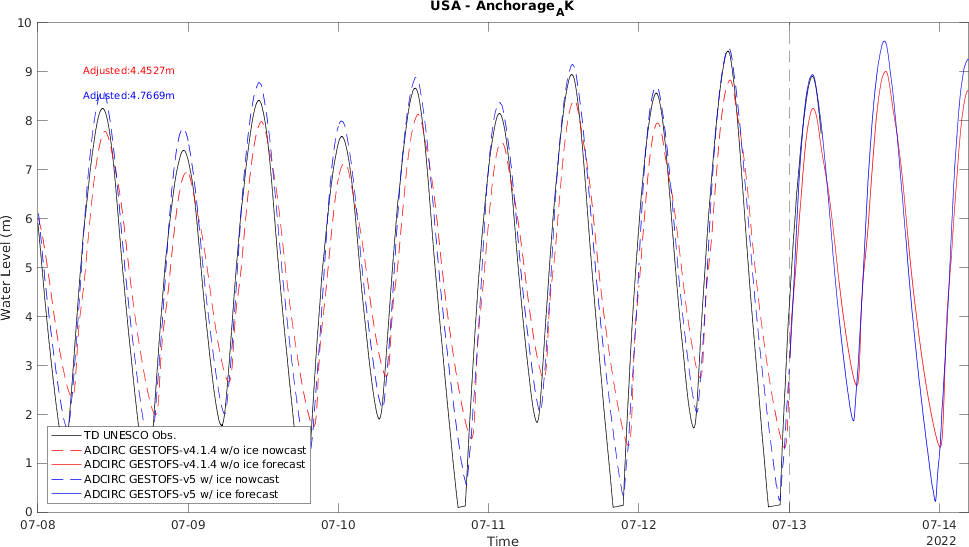 USA - Anchorage_AK
10
9
8
7
6
5
4
3
2
1
0
Water Level (m)
Adjusted:4.4527m
Adjusted:4.7669m
TD UNESCO Obs.
ADCIRC GESTOFS-v4.1.4 w/o ice nowcast
ADCIRC GESTOFS-v4.1.4 w/o ice forecast
ADCIRC GESTOFS-v5 w/ ice nowcast
ADCIRC GESTOFS-v5 w/ ice forecast
07-08 07-09 07-10 07-11 07-12 07-13 07-14
Time
2022